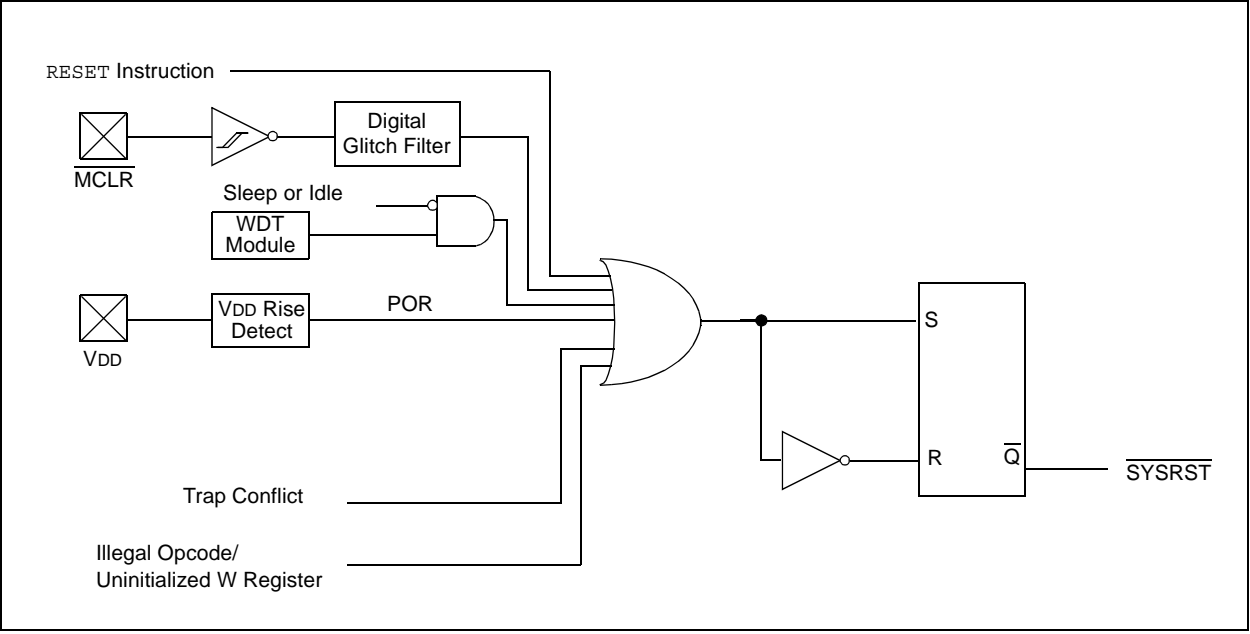 RESET Instruction
Digital
Glitch Filter
MCLR
Sleep or Idle
WDT
Module
VDD Rise
Detect
POR
VDD
S
R
Q
SYSRST
Trap Conflict
Illegal Opcode/
Uninitialized W Register